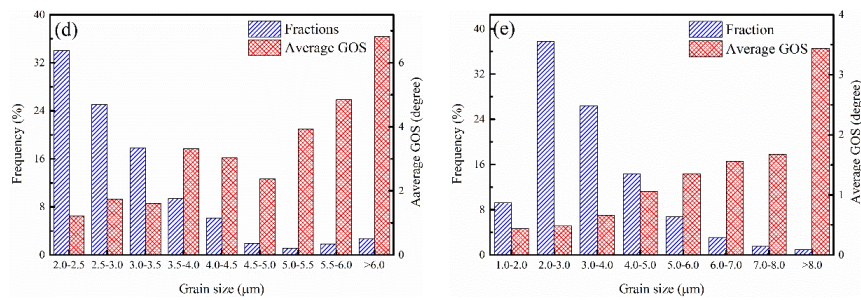 (d)
Fractions
Average GOS
Frequency (%)
40
32
24
16
8
0
Aaverage GOS (degree)
6
4
2
0
2.0-2.5 2.5-3.0 3.0-3.5 3.5-4.0 4.0-4.5 4.5-5.0 5.0-5.5 5.5-6.0 >6.0
Grain size (μm)
(e)
Fraction
Average GOS
Frequency (%)
40
32
24
16
8
0
Average GOS (degree)
4
3
2
1
0
1.0-2.0 2.0-3.0 3.0-4.0 4.0-5.0 5.0-6.0 6.0-7.0 7.0-8.0 >8.0
Grain size (μm)